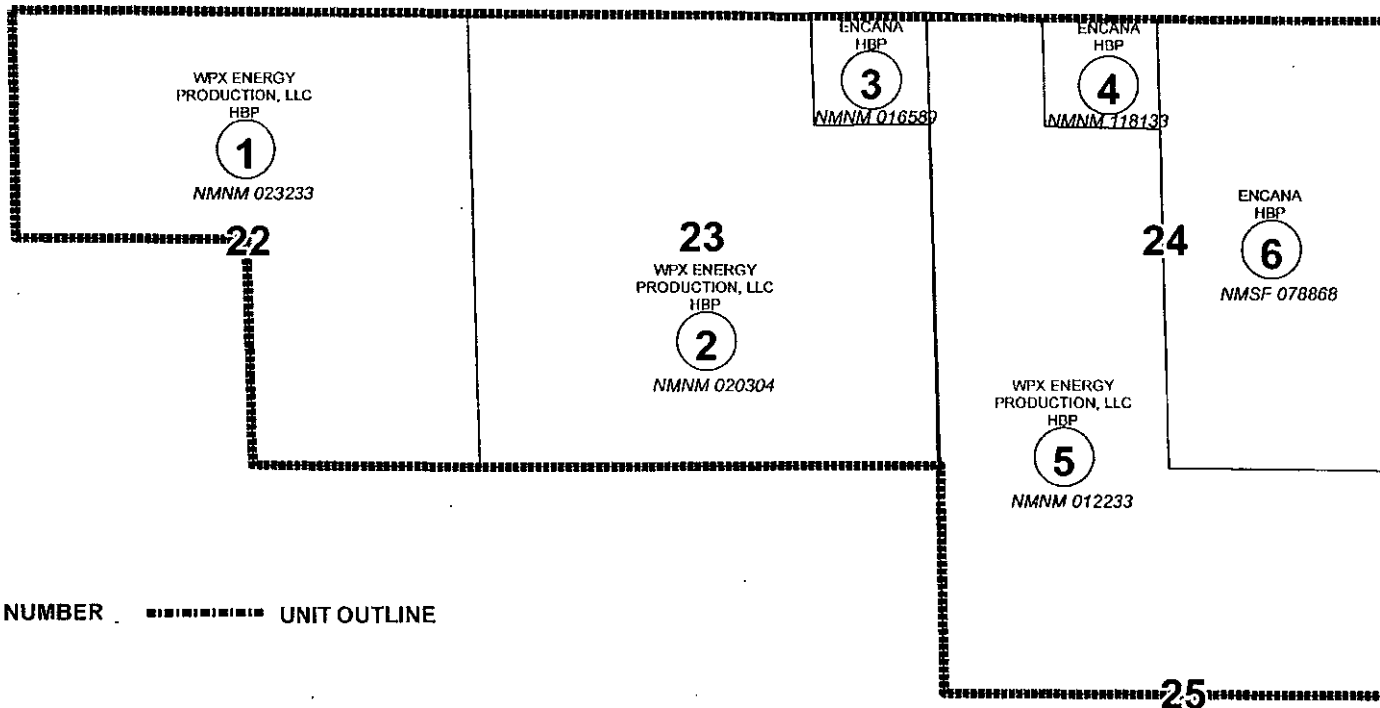 WPX ENERGY
PRODUCTION, LLC
HBP
1
NMNM 023233
22
23
WPX ENERGY
PRODUCTION, LLC
HBP
2
NMNM 020304
ENCANA
HBP
3
NMNM 016589
ENCANA
HBP
4
NMNM 118133
24
ENCANA
HBP
6
NMSF 078868
WPX ENERGY
PRODUCTION, LLC
HBP
5
NMNM 012233
NUMBER
UNIT OUTLINE
25